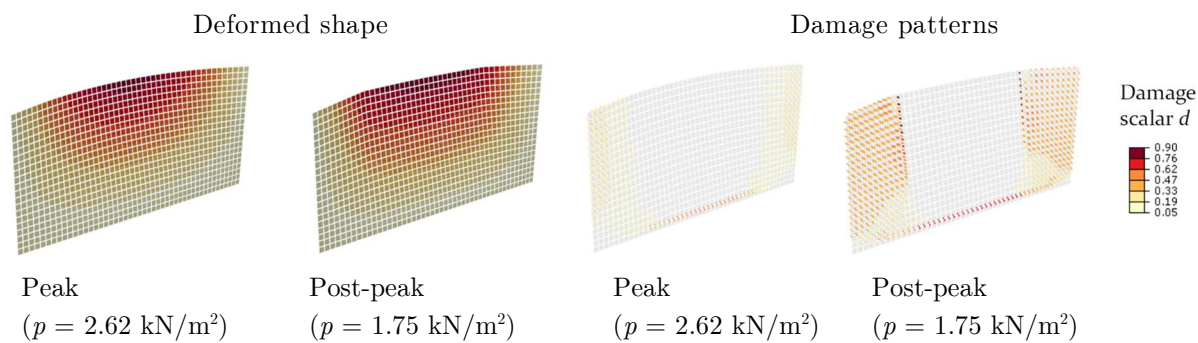 Deformed shape
Damage patterns
Damage
scalar d
0.90
0.76
0.62
0.47
0.33
0.19
0.05
Peak
(p = 2.62 kN/m²)
Post-peak
(p = 1.75 kN/m²)
Peak
(p = 2.62 kN/m²)
Post-peak
(p = 1.75 kN/m²)